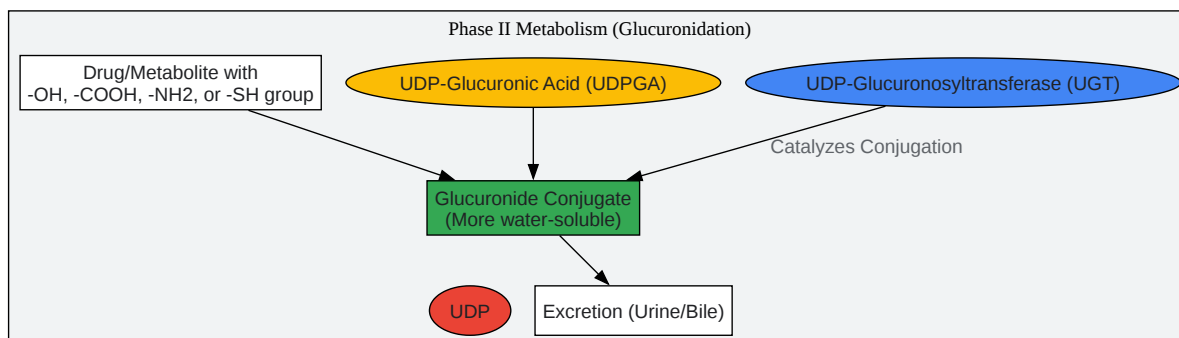 Phase II Metabolism (Glucuronidation)
Drug/Metabolite with
-OH, -COOH, -NH2, or -SH group
UDP-Glucuronic Acid (UDPGA)
UDP-Glucuronosyltransferase (UGT)
Catalyzes Conjugation
Glucuronide Conjugate
(More water-soluble)
UDP
Excretion (Urine/Bile)